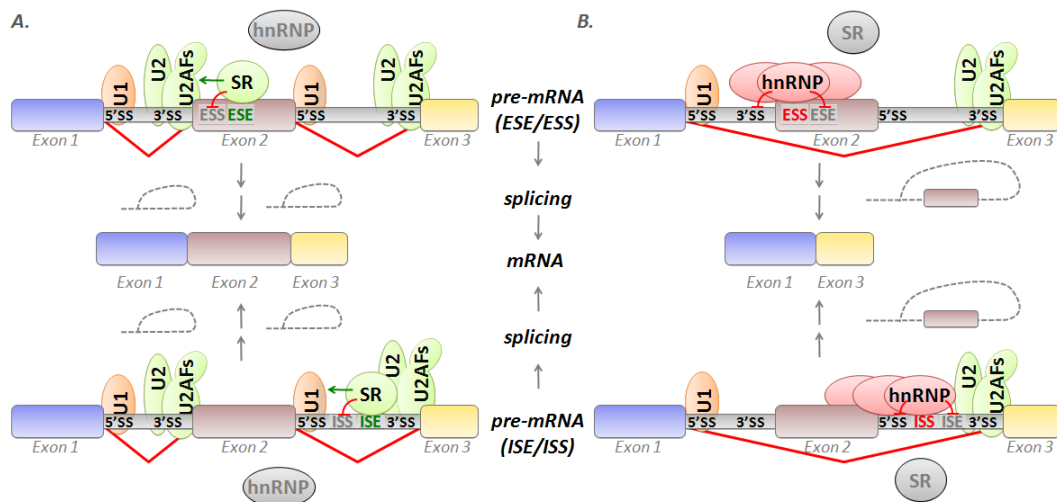 A.
hnRNP
U1
U2
U2AFs
SR
U1
U2
U2AFs
5'SS
3'SS
ESS
ESE
5'SS
3'SS
Exon 1
Exon 2
Exon 3
Exon 1
Exon 2
Exon 3
U1
U2
U2AFs
U1
SR
U2
U2AFs
5'SS
3'SS
5'SS
ISS
ISE
3'SS
Exon 1
Exon 2
Exon 3
hnRNP
pre-mRNA
(ESE/ESS)
splicing
mRNA
splicing
pre-mRNA
(ISE/ISS)
B.
SR
U1
hnRNP
U2
U2AFs
5'SS
3'SS
ESS
ESE
5'SS
3'SS
Exon 1
Exon 2
Exon 3
Exon 1
Exon 3
U1
hnRNP
U2
U2AFs
5'SS
3'SS
5'SS
ISS
ISE
3'SS
Exon 1
Exon 2
Exon 3
SR